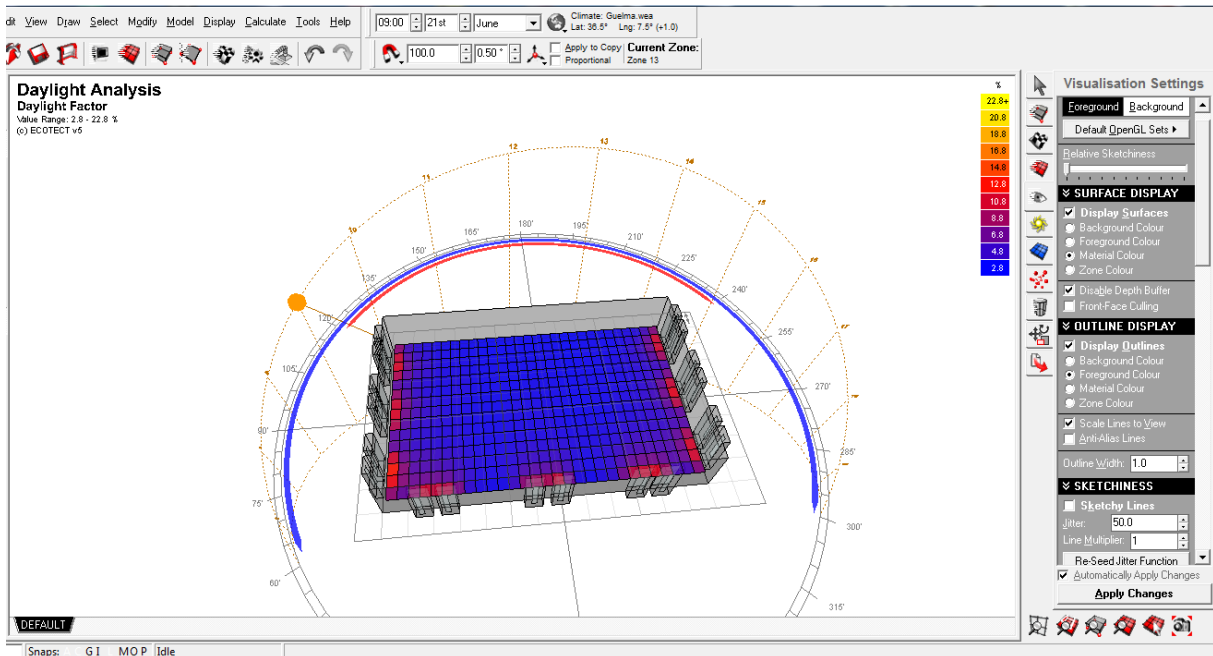 dit View Draw Select Modify Model Display Calculate Tools Help
09:00 21st June
Climate: Guelma.wea
Lat: 36.5° Lng: 7.5° (+1.0)
100.0 0.50 °
Apply to Copy
Proportional
Current Zone:
Zone 13
Daylight Analysis
Daylight Factor
Value Range: 2.8 - 22.8 %
(c) ECOTECT v5
%
22.8+
20.8
18.8
16.8
14.8
12.8
10.8
8.8
6.8
4.8
2.8
10
11
12
13
14
15
16
17
60'
75'
90'
105'
120'
135'
150'
165'
180'
195'
210'
225'
240'
255'
270'
285'
300'
315'
DEFAULT
Visualisation Settings
Foreground Background
Default OpenGL Sets
Relative Sketchiness
SURFACE DISPLAY
Display Surfaces
Background Colour
Foreground Colour
Material Colour
Zone Colour
Disable Depth Buffer
Front-Face Culling
OUTLINE DISPLAY
Display Outlines
Background Colour
Foreground Colour
Material Colour
Zone Colour
Scale Lines to View
Anti-Alias Lines
Outline Width: 1.0
SKETCHINESS
Sketchy Lines
Jitter: 50.0
Line Multiplier: 1
Re-Seed Jitter Function
Automatically Apply Changes
Apply Changes
Snaps: G I M O P Idle